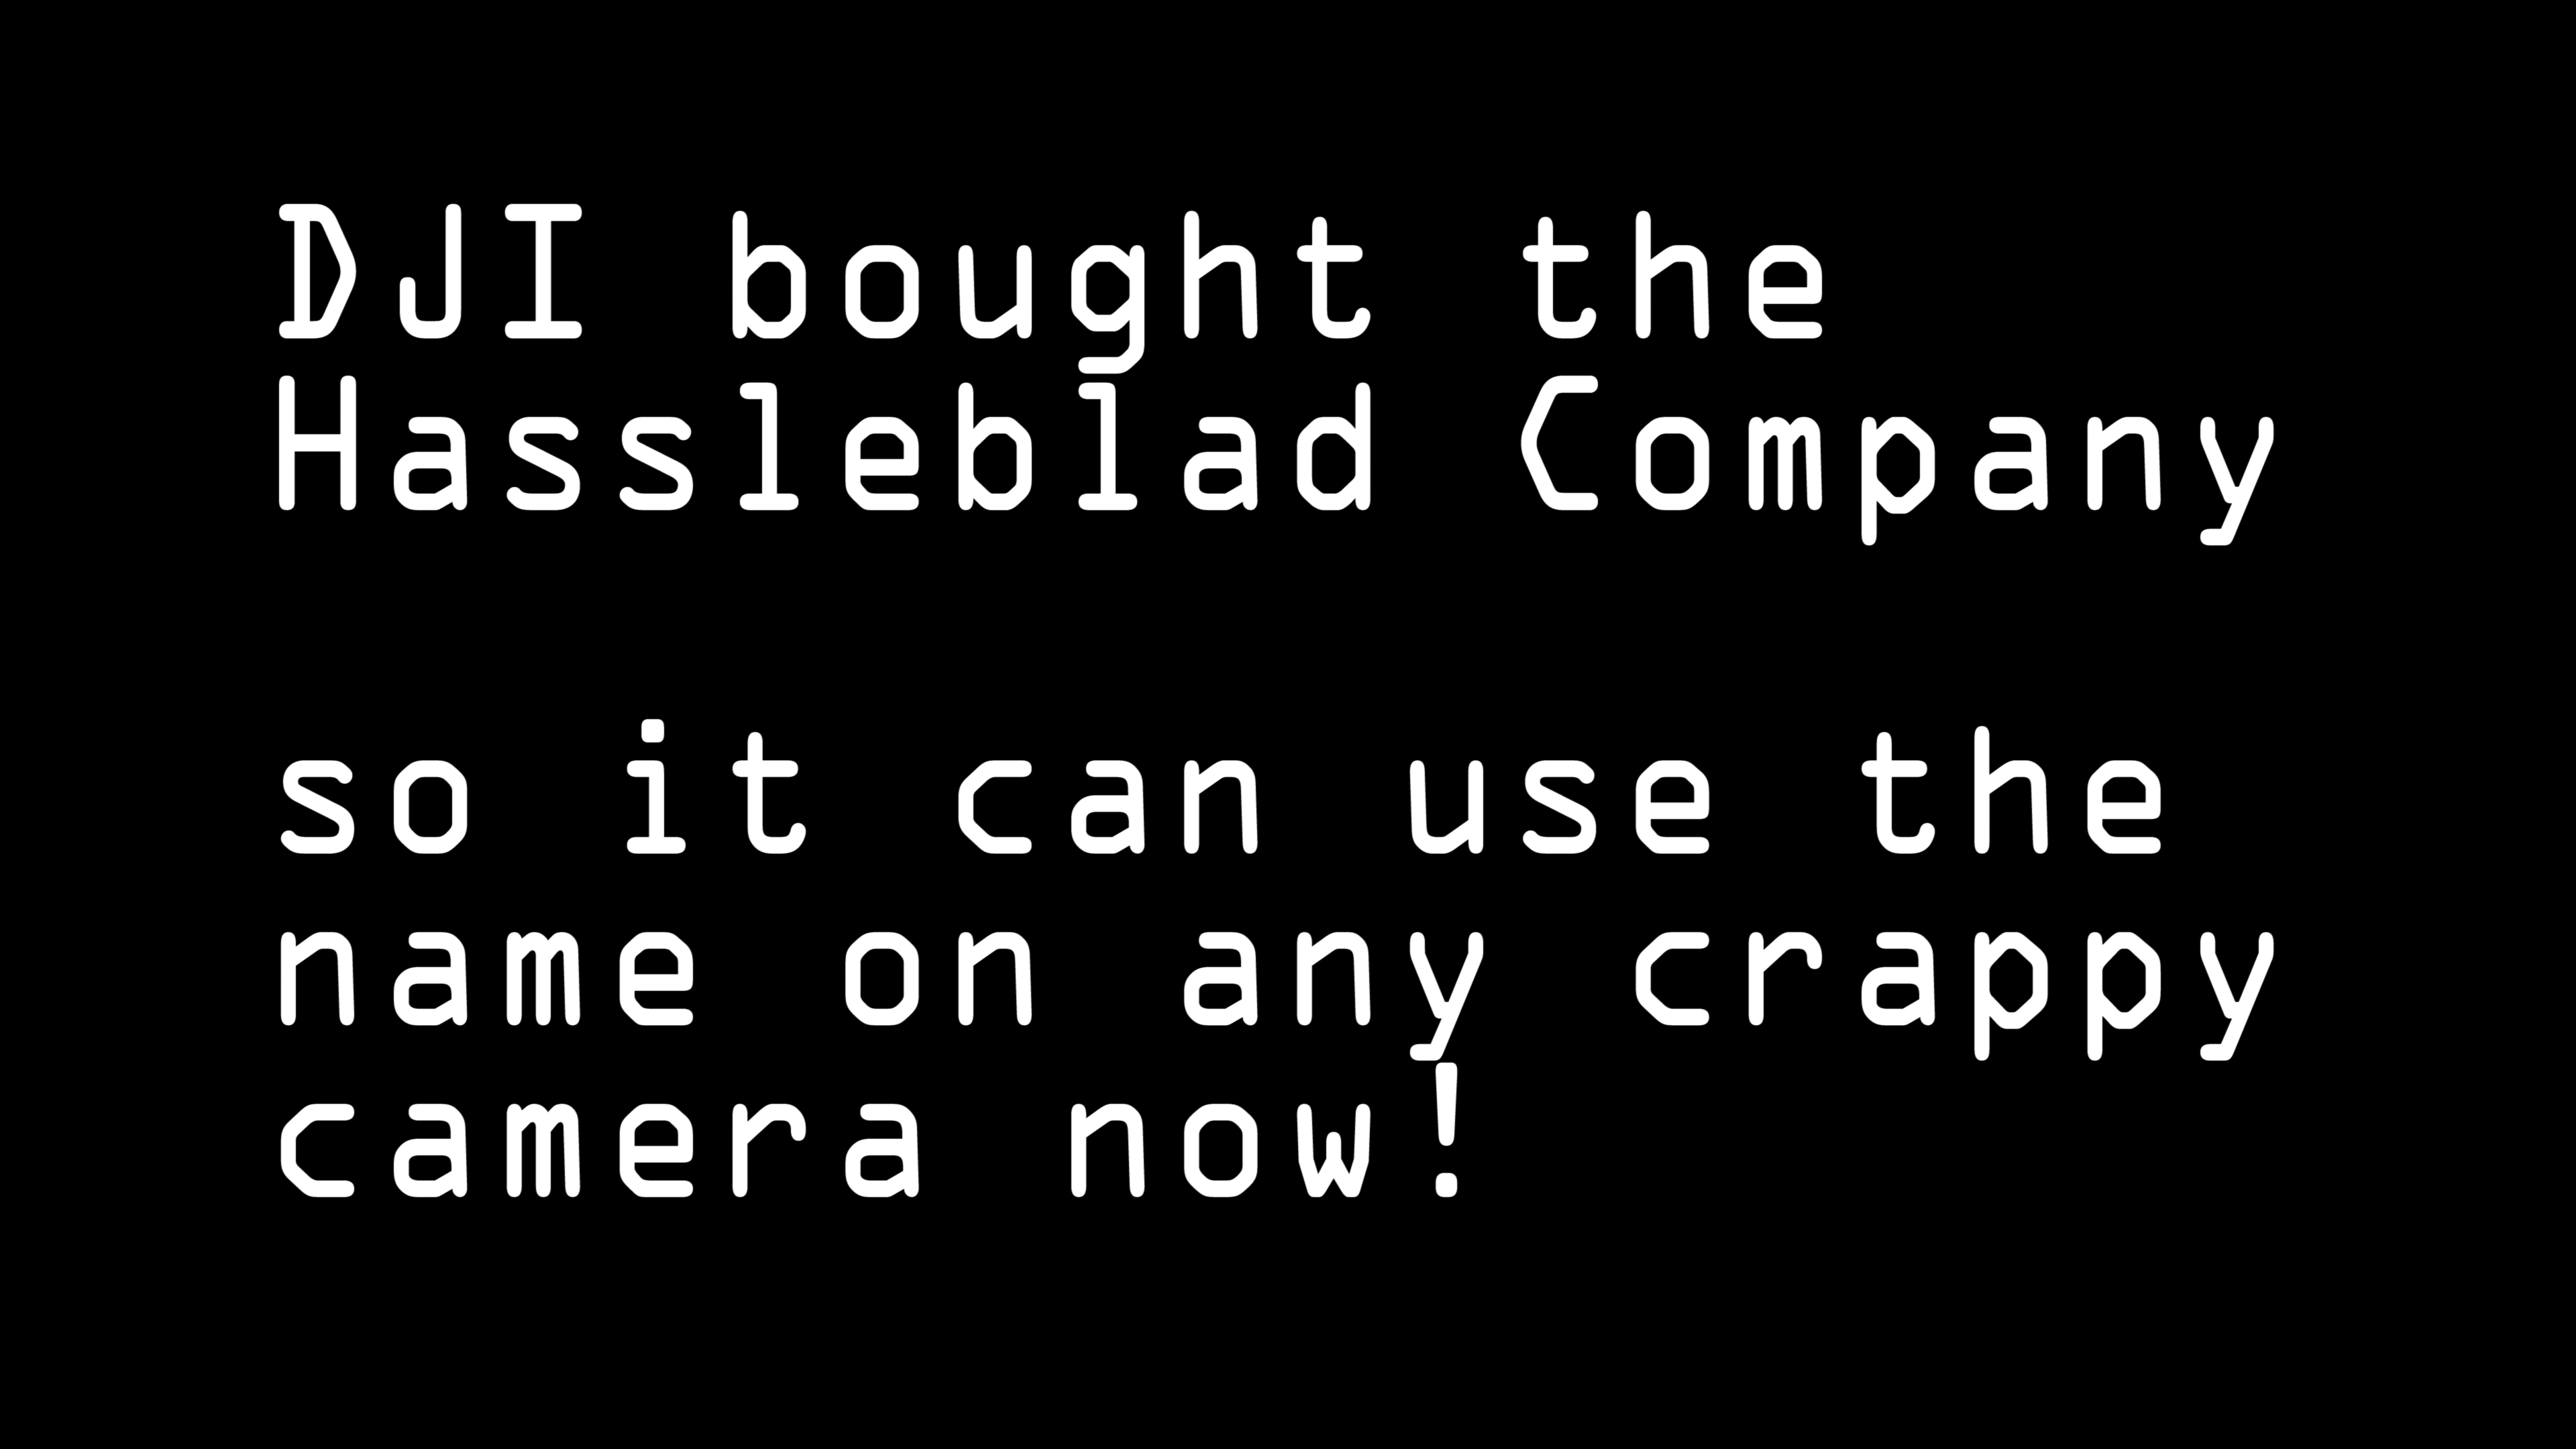 DJI bought the
Hassleblad Company
so it can use the
name on any crappy
camera now!